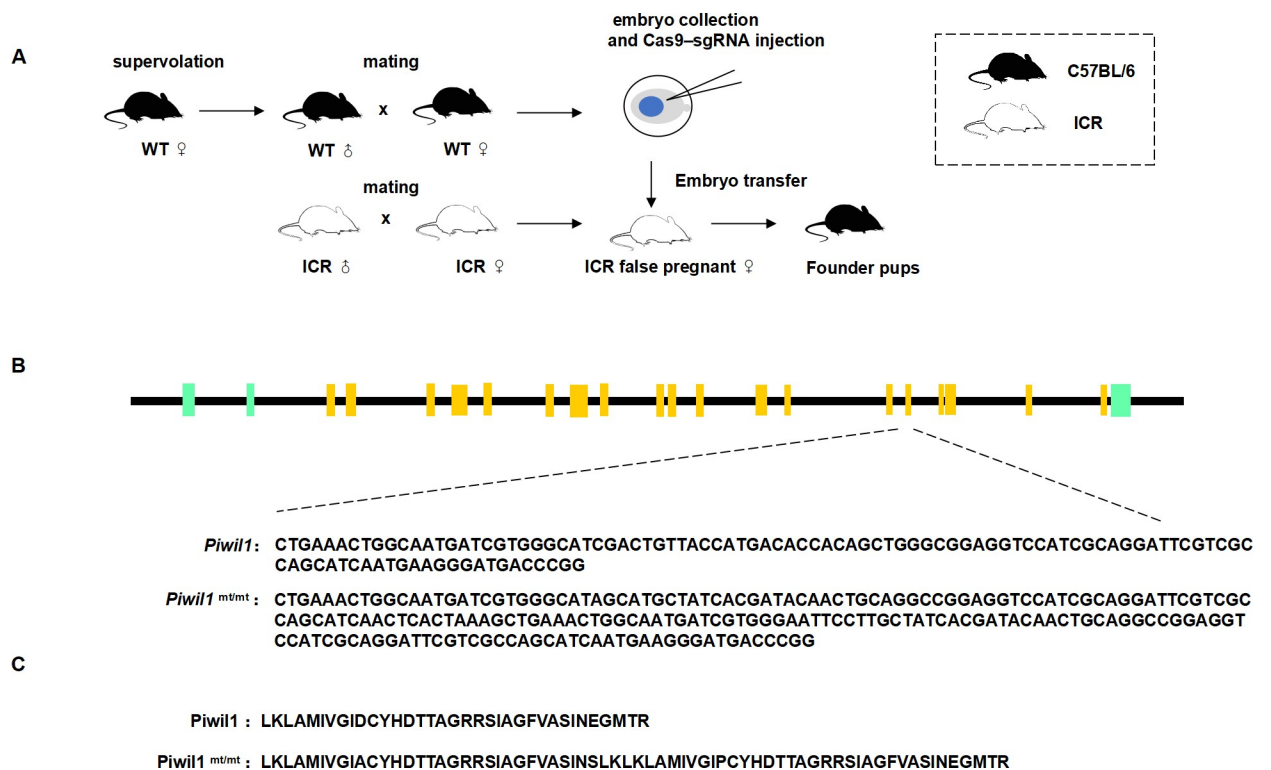 A
supervolation
mating
embryo collection
and Cas9–sgRNA injection
C57BL/6
ICR
WT ♀
WT ♂
x
WT ♀
Embryo transfer
mating
x
ICR ♂
ICR ♀
ICR false pregnant ♀
Founder pups
B
Piwil1: CTGAAACTGGCAATGATCGTGGGCATCGACTGTTACCATGACACCACAGCTGGGCGGAGGTCCATCGCAGGATTCGTCGC
CAGCATCAATGAAGGGATGACCCGG
Piwil1 mt/mt : CTGAAACTGGCAATGATCGTGGGCATAGCATGCTATCACGATACAACTGCAGGCCGGAGGTCCATCGCAGGATTCGTCGC
CAGCATCAACTCACTAAAGCTGAAACTGGCAATGATCGTGGGAATTCCTTGCTATCACGATACAACTGCAGGCCGGAGGT
CCATCGCAGGATTCGTCGCCAGCATCAATGAAGGGATGACCCGG
C
Piwil1 : LKLAMIVGIDCYHDTTAGRRSIAGFVASINEGMTR
Piwil1 mt/mt : LKLAMIVGIACYHDTTAGRRSIAGFVASINSLKLKLAMIVGIPCYHDTTAGRRSIAGFVASINEGMTR